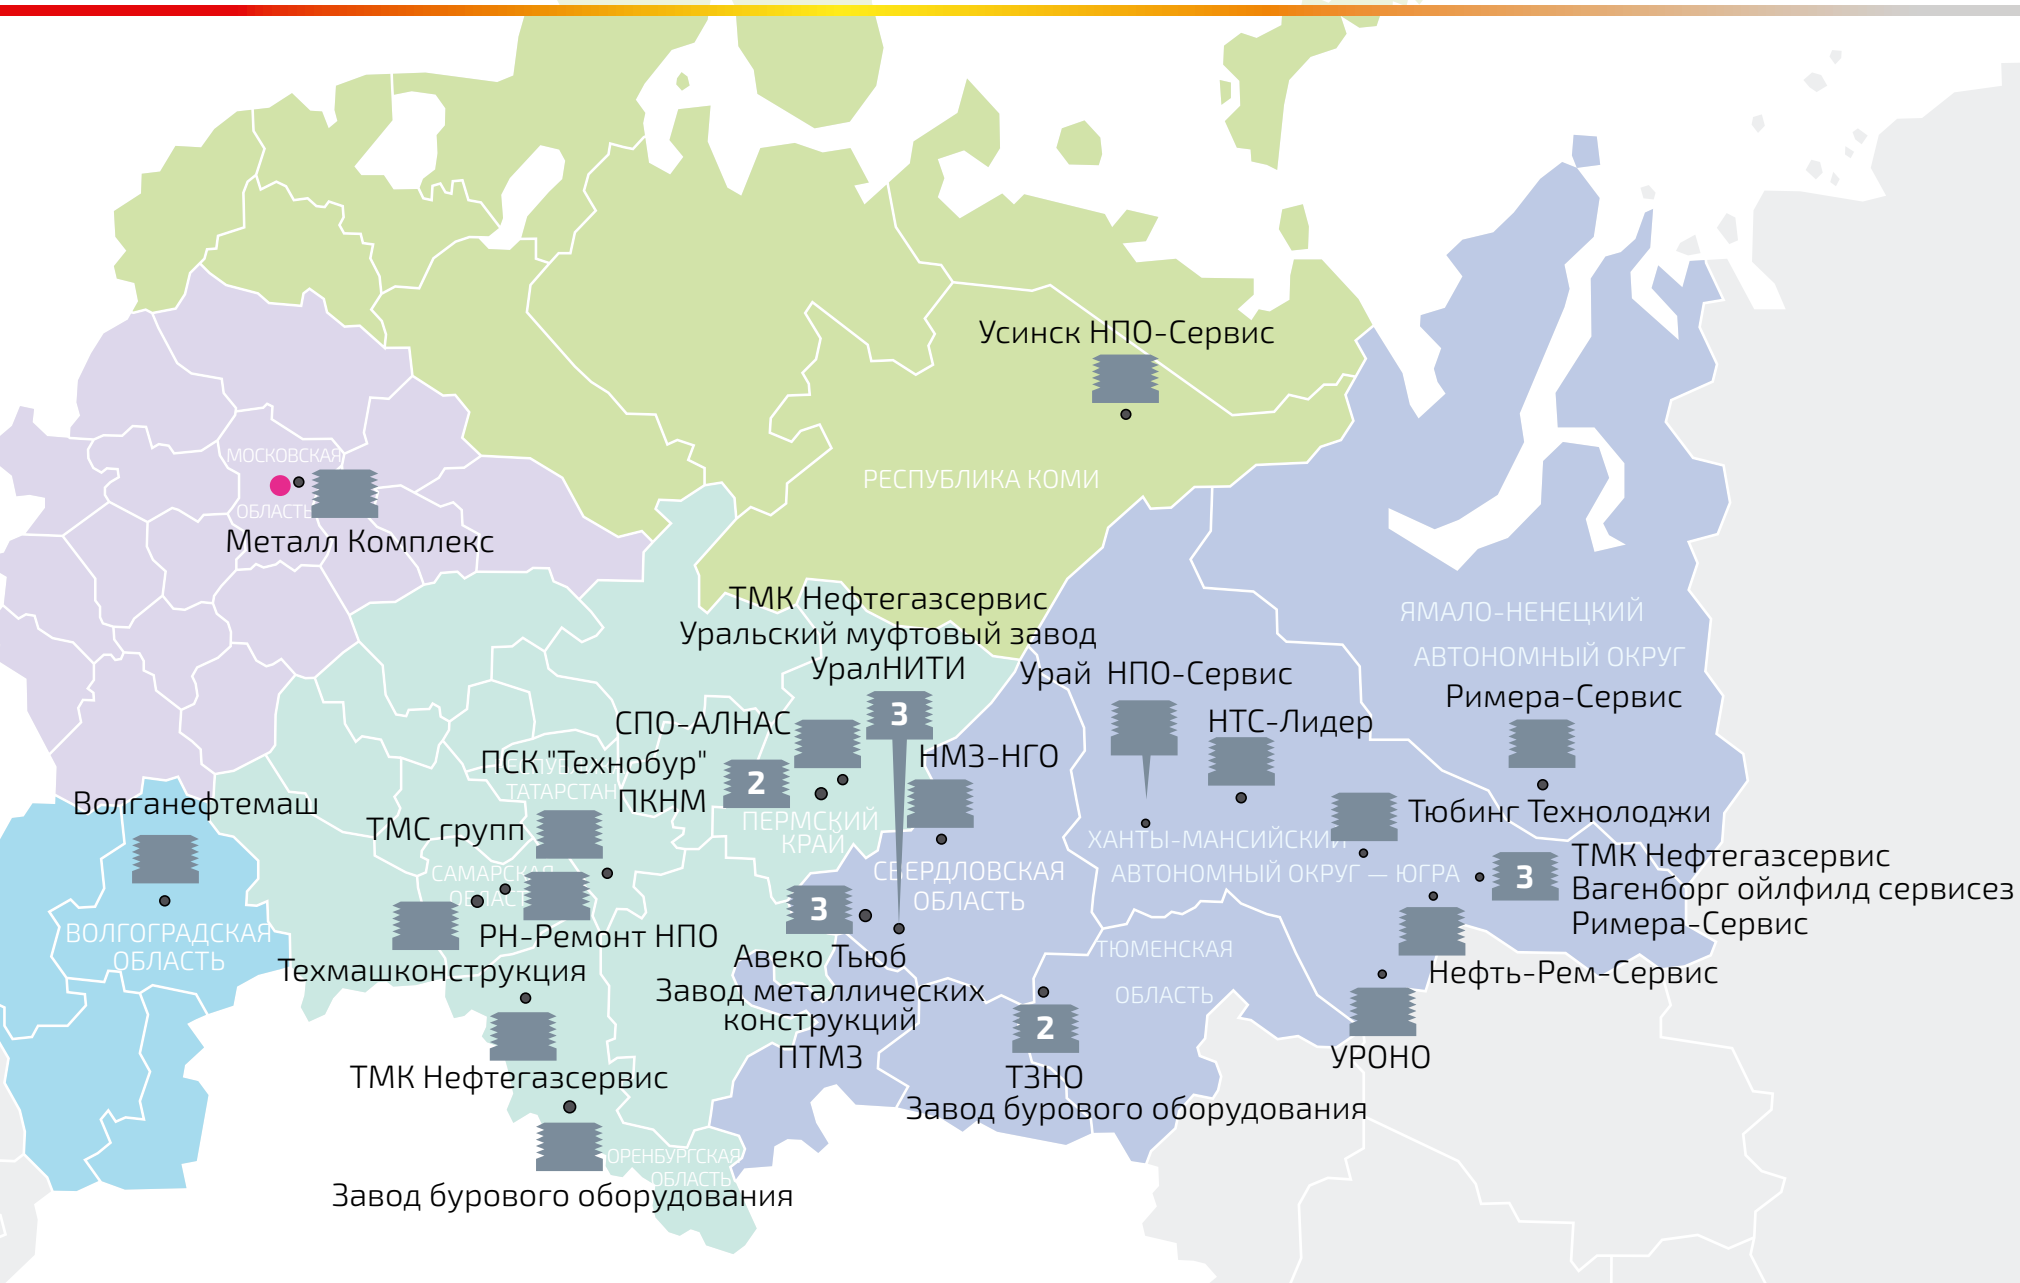 Усинск НПО-Сервис
РЕСПУБЛИКА КОМИ
МОСКОВСКАЯ
ОБЛАСТЬ
Металл Комплекс
ТМК Нефтегазсервис
Уральский муфтовый завод
УралНИТИ
3
Урай НПО-Сервис
ЯМАЛО-НЕНЕЦКИЙ
АВТОНОМНЫЙ ОКРУГ
Римера-Сервис
НТС-Лидер
СПО-АЛНАС
ПСК "Технобур"
ПКНМ
2
НМЗ-НГО
ТАТАРСТАН
ПЕРМСКИЙ
КРАЙ
Волганефтемаш
ТМС групп
САМАРСКАЯ
ОБЛАСТЬ
СВЕРДЛОВСКАЯ
ОБЛАСТЬ
ХАНТЫ-МАНСИЙСКИЙ
АВТОНОМНЫЙ ОКРУГ — ЮГРА
Тюбинг Технолоджи
3
ТМК Нефтегазсервис
Вагенборг ойлфилд сервисез
Римера-Сервис
ВОЛГОГРАДСКАЯ
ОБЛАСТЬ
РН-Ремонт НПО
Техмашконструкция
3
Авеко Тьюб
Завод металлических
конструкций
ПТМЗ
ТЮМЕНСКАЯ
ОБЛАСТЬ
Нефть-Рем-Сервис
УРОНО
2
ТЗНО
Завод бурового оборудования
ТМК Нефтегазсервис
ОРЕНБУРГСКАЯ
ОБЛАСТЬ
Завод бурового оборудования